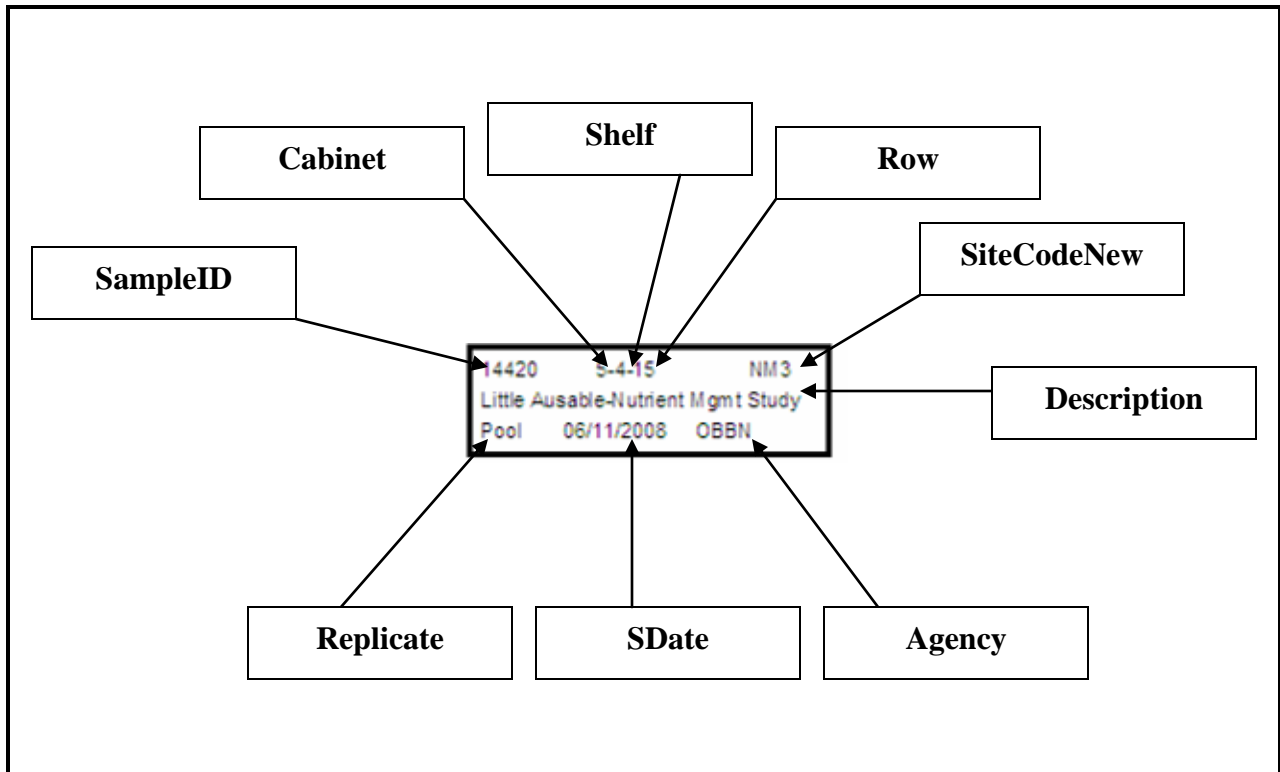 Shelf
Cabinet
Row
SiteCodeNew
SampleID
14420 5-4-15 NM3
Little Ausable-Nutrient Mgmt Study
Pool 06/11/2008 OBBN
Description
Replicate
SDate
Agency